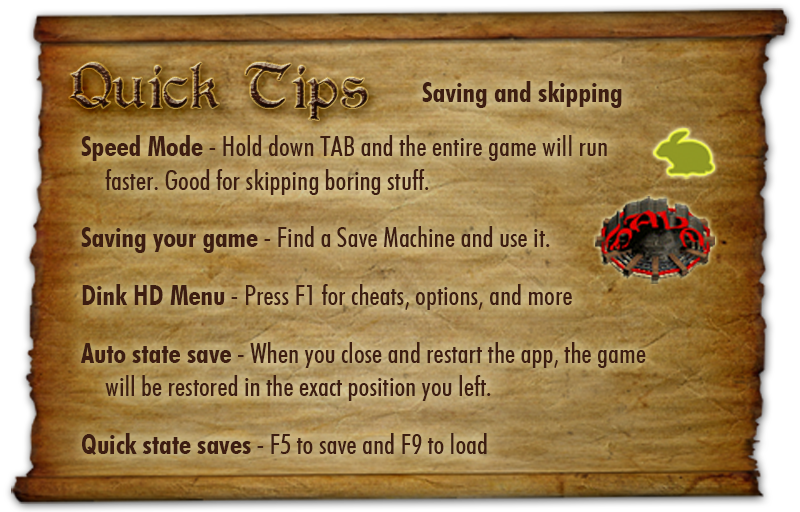 Quick Tips
Saving and skipping
Speed Mode - Hold down TAB and the entire game will run
faster. Good for skipping boring stuff.
Saving your game - Find a Save Machine and use it.
Dink HD Menu - Press F1 for cheats, options, and more
Auto state save - When you close and restart the app, the game
will be restored in the exact position you left.
Quick state saves - F5 to save and F9 to load